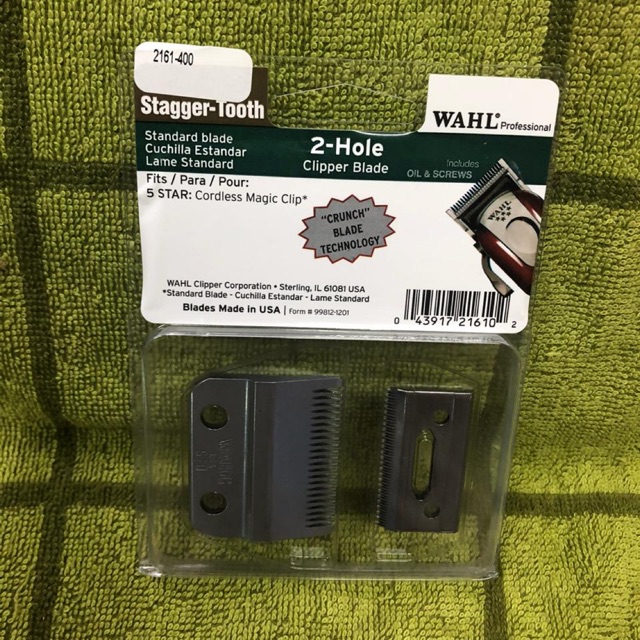 2161-400
Stagger-Tooth
Standard blade
Cuchilla Estandar
Lame Standard
2-Hole
Clipper Blade
WAHL Professional
Includes
OIL & SCREWS
WAHL
Fits / Para / Pour:
5 STAR: Cordless Magic Clip*
"CRUNCH"
BLADE
TECHNOLOGY
WAHL Clipper Corporation • Sterling, IL 61081 USA
*Standard Blade - Cuchilla Estandar - Lame Standard
Blades Made in USA | Form # 99812-1201
0 43917 21610 2